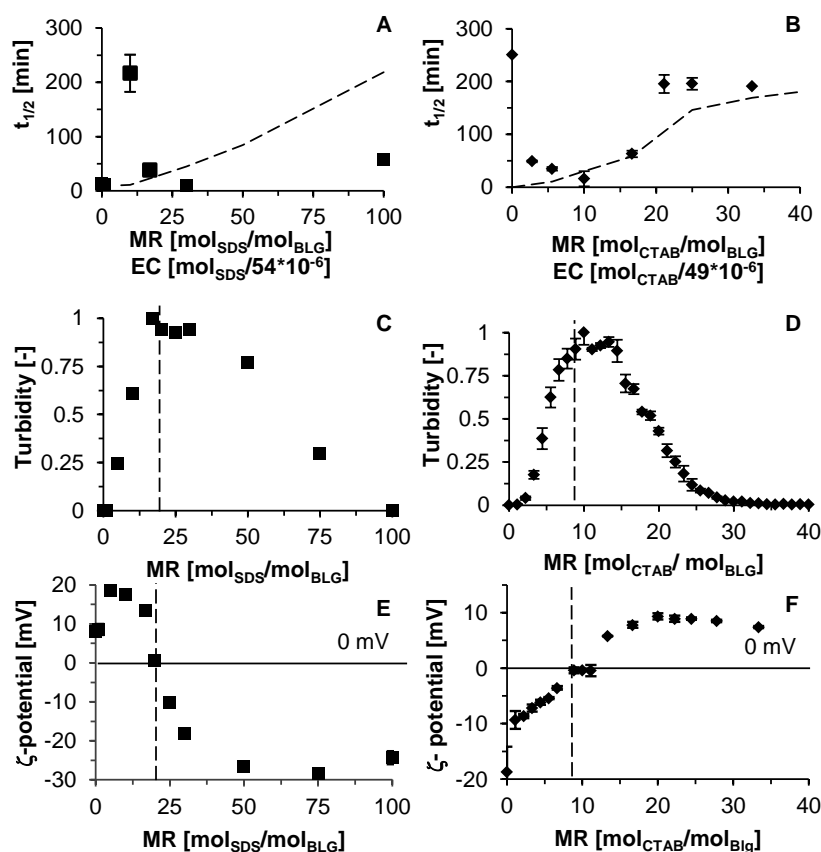 A
t1/2 [min]
300
200
100
0
0 25 50 75 100
MR [molSDS/molBLG]
EC [molSDS/54*10-6]
B
t1/2 [min]
300
200
100
0
0 10 20 30 40
MR [molCTAB/molBLG]
EC [molCTAB/49*10-6]
C
Turbidity [-]
1
0.75
0.5
0.25
0
0 25 50 75 100
MR [molSDS/molBLG]
D
Turbidity [-]
1
0.75
0.5
0.25
0
0 10 20 30 40
MR [molCTAB/ molBLG]
E
ζ-potential [mV]
20
10
0
-10
-20
-30
0 mV
0 25 50 75 100
MR [molSDS/molBLG]
F
ζ- potential [mV]
10
0
-10
-20
0 mV
0 10 20 30 40
MR [molCTAB/molBlg]